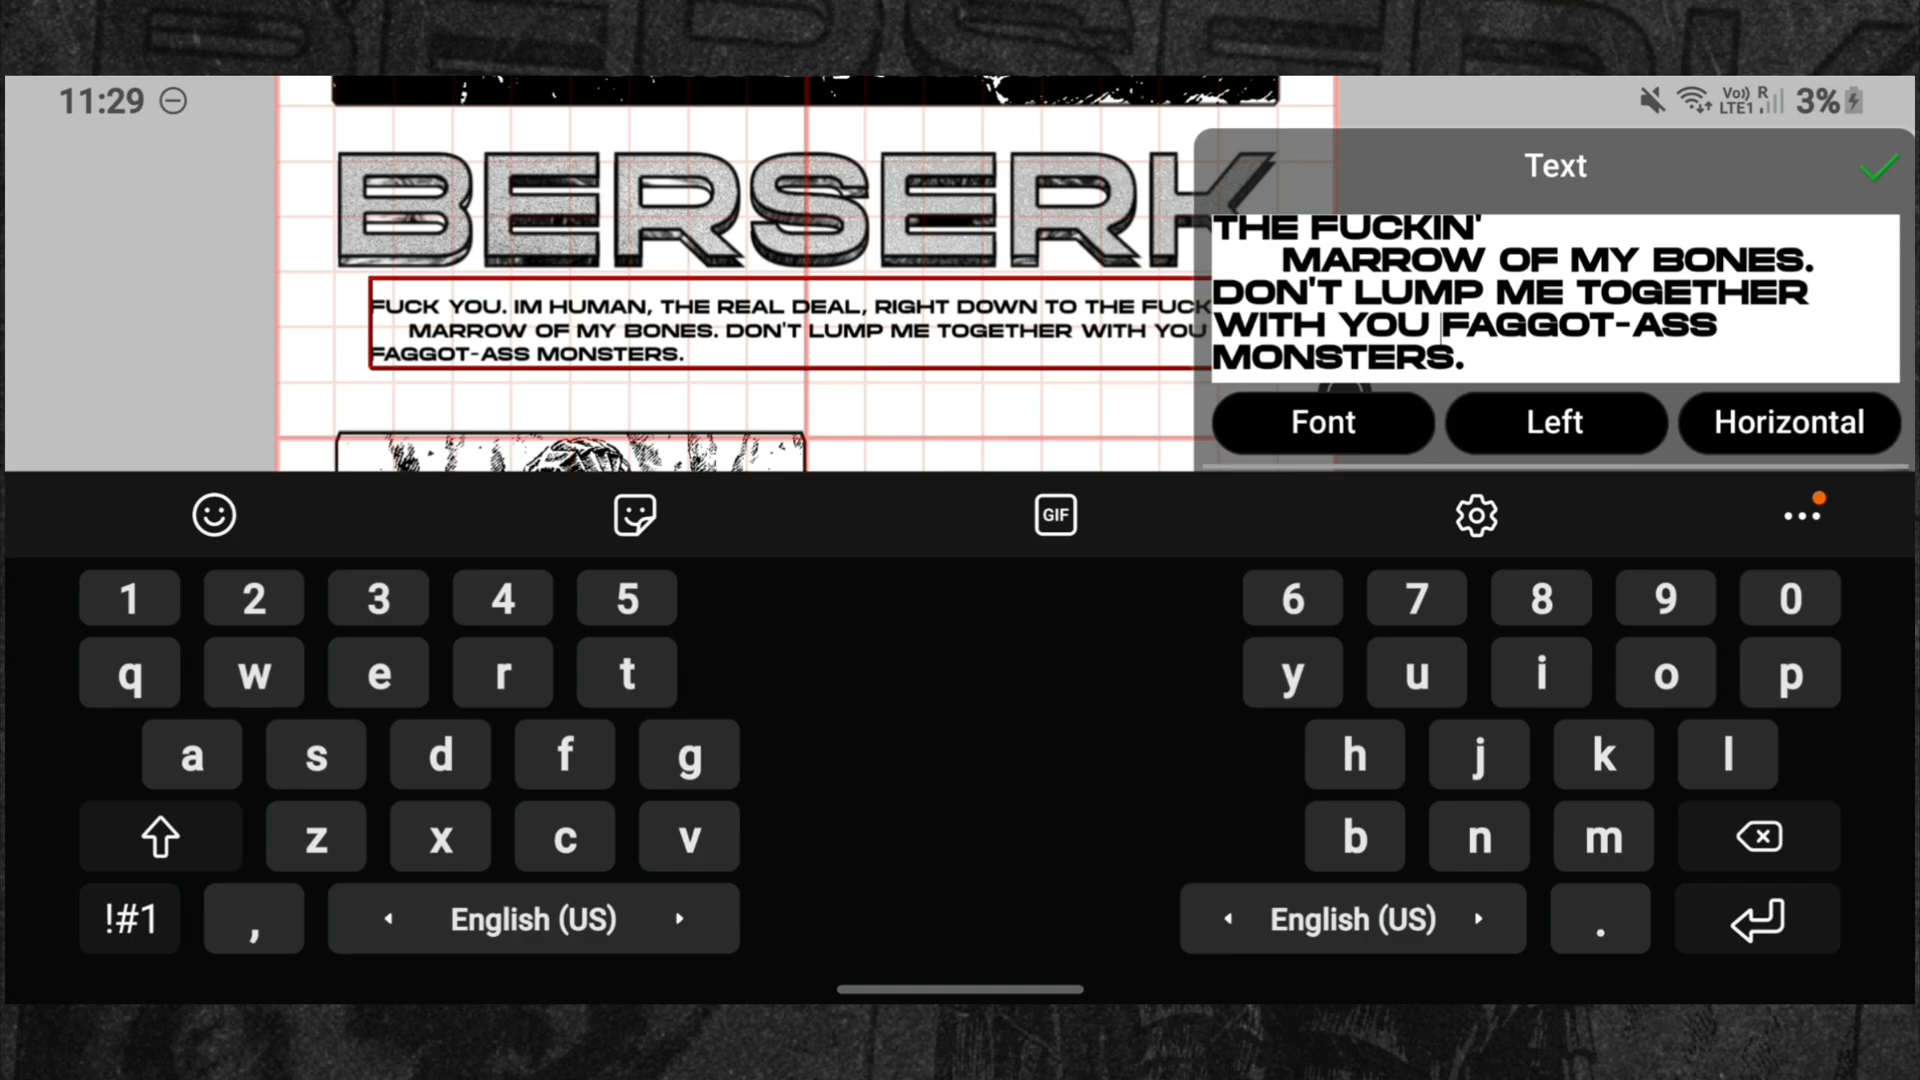 11:29
Vo)) R
LTE1
3%
BERSERK
FUCK YOU. IM HUMAN, THE REAL DEAL, RIGHT DOWN TO THE FUCK
MARROW OF MY BONES. DON'T LUMP ME TOGETHER WITH YOU
FAGGOT-ASS MONSTERS.
Text
THE FUCKIN'
MARROW OF MY BONES.
DON'T LUMP ME TOGETHER
WITH YOU FAGGOT-ASS
MONSTERS.
Font Left Horizontal
GIF
1 2 3 4 5 6 7 8 9 0
q w e r t y u i o p
a s d f g h j k l
z x c v b n m
!#1 , English (US) English (US) .